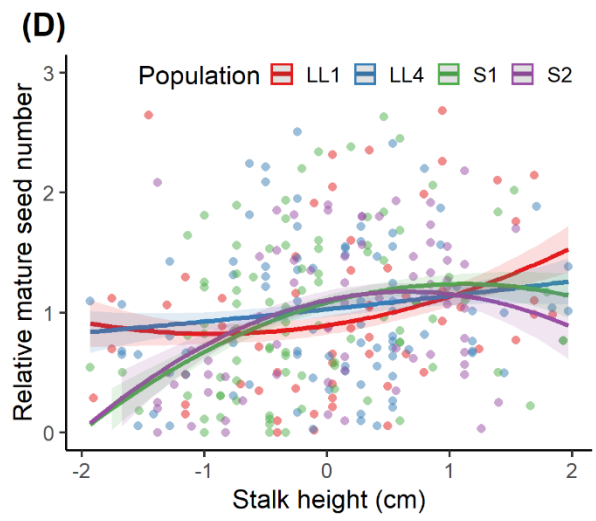 (D)
Population LL1 LL4 S1 S2
Relative mature seed number
3
2
1
0
-2 -1 0 1 2
Stalk height (cm)